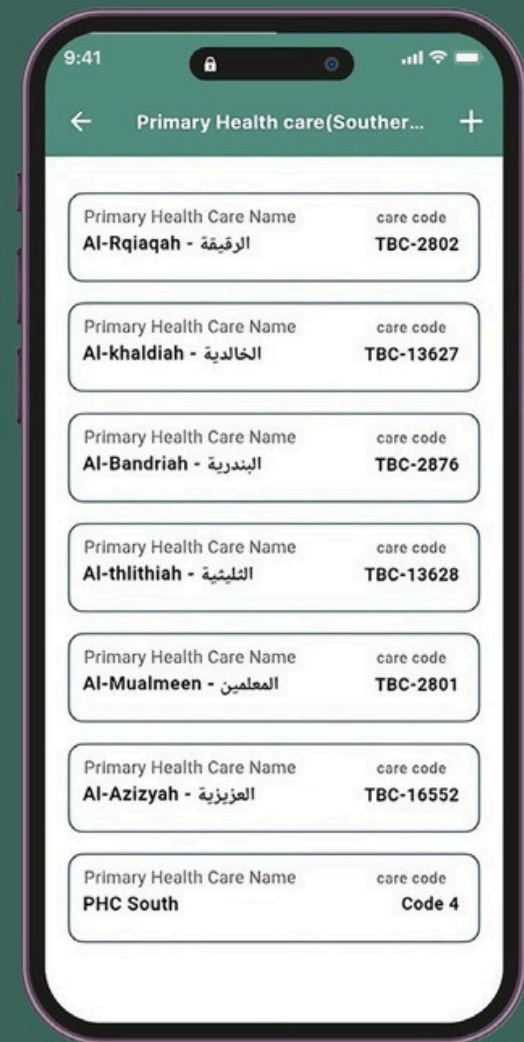 9:41
Primary Health care(Souther...
Primary Health Care Name care code
Al-Rqiaqah - الرقيقة TBC-2802
Primary Health Care Name care code
Al-khaldiah - الخالدية TBC-13627
Primary Health Care Name care code
Al-Bandriah - البندرية TBC-2876
Primary Health Care Name care code
Al-thlithiah - الثليثية TBC-13628
Primary Health Care Name care code
Al-Mualmeen - المعلمين TBC-2801
Primary Health Care Name care code
Al-Azizyah - العزيزية TBC-16552
Primary Health Care Name care code
PHC South Code 4